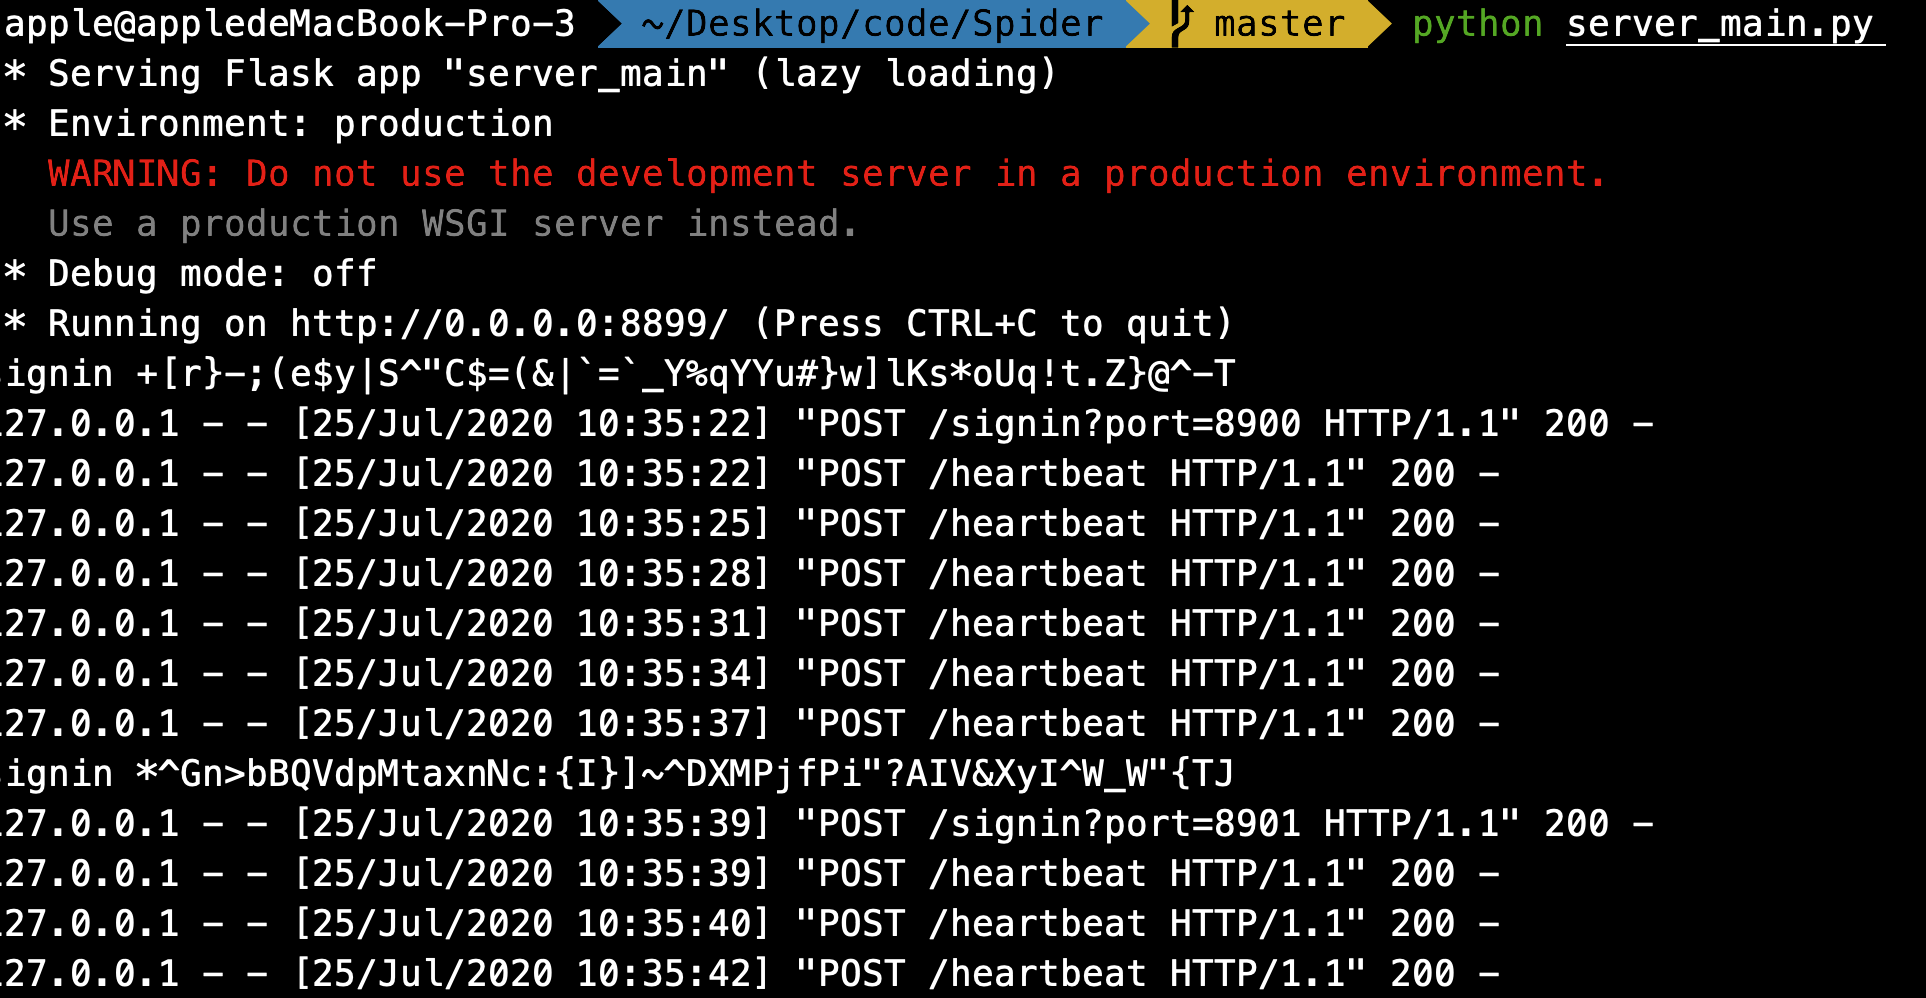 apple@appledeMacBook-Pro-3 ~/Desktop/code/Spider master python server_main.py
* Serving Flask app "server_main" (lazy loading)
* Environment: production
WARNING: Do not use the development server in a production environment.
Use a production WSGI server instead.
* Debug mode: off
* Running on http://0.0.0.0:8899/ (Press CTRL+C to quit)
ignin +[r}-;(e$y|S^"C$=(&|`=`_Y%qYYu#}w]lKs*oUq!t.Z}@^-T
127.0.0.1 - - [25/Jul/2020 10:35:22] "POST /signin?port=8900 HTTP/1.1" 200 -
127.0.0.1 - - [25/Jul/2020 10:35:22] "POST /heartbeat HTTP/1.1" 200 -
127.0.0.1 - - [25/Jul/2020 10:35:25] "POST /heartbeat HTTP/1.1" 200 -
127.0.0.1 - - [25/Jul/2020 10:35:28] "POST /heartbeat HTTP/1.1" 200 -
127.0.0.1 - - [25/Jul/2020 10:35:31] "POST /heartbeat HTTP/1.1" 200 -
127.0.0.1 - - [25/Jul/2020 10:35:34] "POST /heartbeat HTTP/1.1" 200 -
127.0.0.1 - - [25/Jul/2020 10:35:37] "POST /heartbeat HTTP/1.1" 200 -
ignin *^Gn>bBQVdpMtaxnNc:{I}]~^DXMPjfPi"?AIV&XyI^W_W"{TJ
127.0.0.1 - - [25/Jul/2020 10:35:39] "POST /signin?port=8901 HTTP/1.1" 200 -
127.0.0.1 - - [25/Jul/2020 10:35:39] "POST /heartbeat HTTP/1.1" 200 -
127.0.0.1 - - [25/Jul/2020 10:35:40] "POST /heartbeat HTTP/1.1" 200 -
127.0.0.1 - - [25/Jul/2020 10:35:42] "POST /heartbeat HTTP/1.1" 200 -